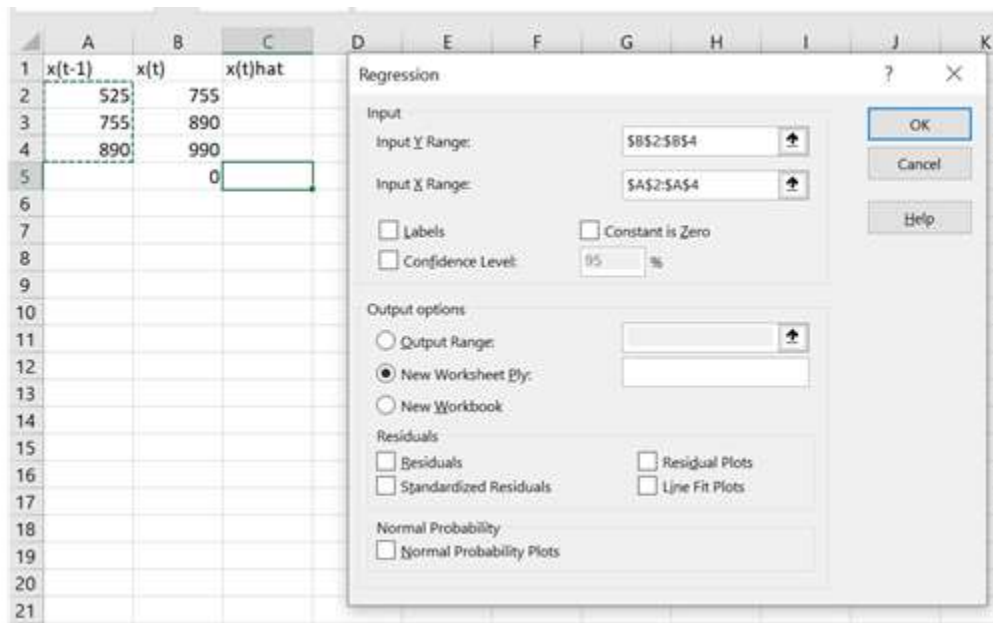 A B C D E F G H I J K
1 x(t-1) x(t) x(t)hat
2 525 755
3 755 890
4 890 990
5 0
6
7
8
9
10
11
12
13
14
15
16
17
18
19
20
21
Regression ? ×
Input
Input Y Range: $B$2:$B$4
Input X Range: $A$2:$A$4
Labels Constant is Zero
Confidence Level: 95 %
Output options
Output Range:
New Worksheet Ply:
New Workbook
Residuals
Residuals Residual Plots
Standardized Residuals Line Fit Plots
Normal Probability
Normal Probability Plots
OK
Cancel
Help